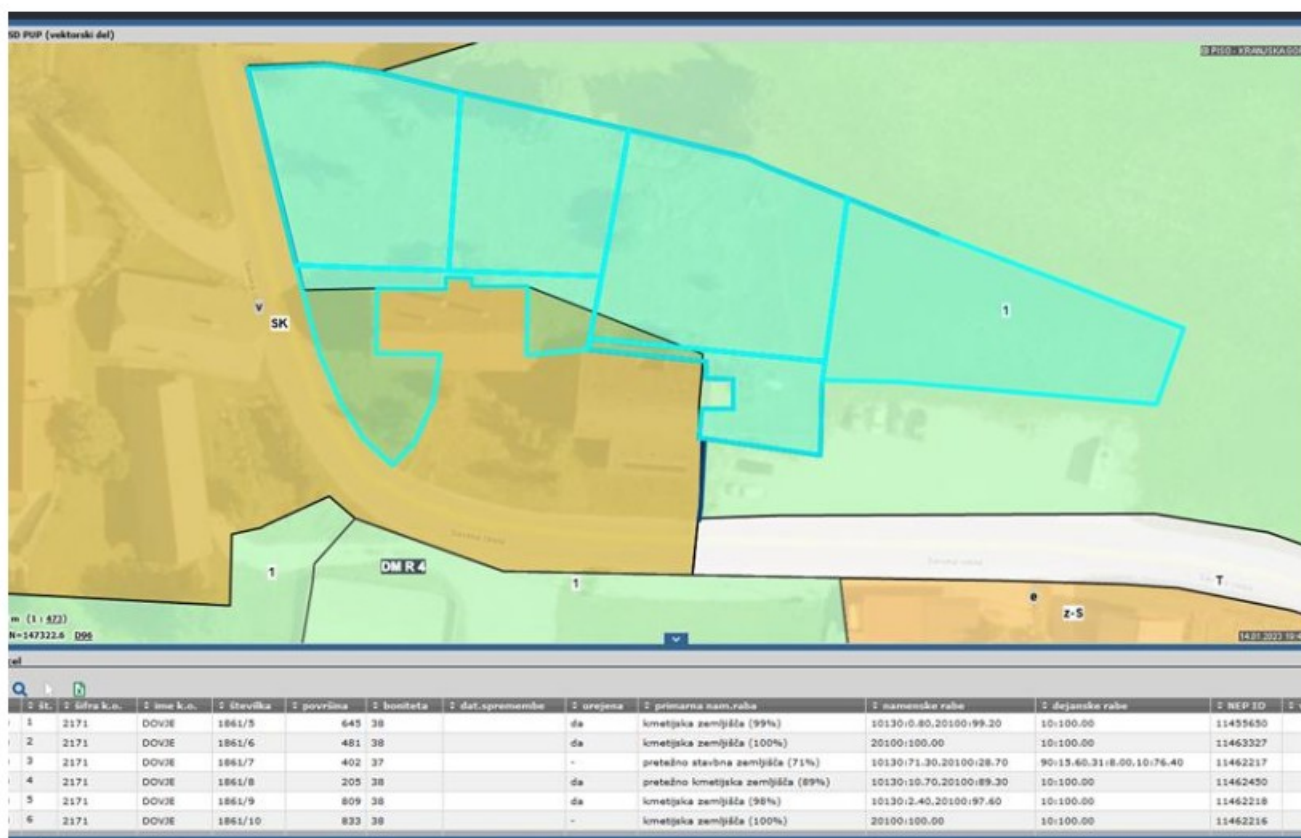 SD PUP (vektorski del)
@ PISO - KRANJSKA GO
1
v
SK
1
DM R 4
1
T
e
z-S
m (1 : 473)
N=147322.6 D96
14.01.2023
cel
št. šifra k.o. ime k.o. številka površina boniteta dat.spremembe urejena primarna nam.raba namenske rabe dejanske rabe NEP ID
1 2171 DOVJE 1861/5 645 38 da kmetijska zemljišča (99%) 10130:0.80,20100:99.20 10:100.00 11455650
2 2171 DOVJE 1861/6 481 38 da kmetijska zemljišča (100%) 20100:100.00 10:100.00 11463327
3 2171 DOVJE 1861/7 402 37 - pretežno stavbna zemljišča (71%) 10130:71.30,20100:28.70 90:15.60,31:8.00,10:76.40 11462217
4 2171 DOVJE 1861/8 205 38 da pretežno kmetijska zemljišča (89%) 10130:10.70,20100:89.30 10:100.00 11462450
5 2171 DOVJE 1861/9 809 38 da kmetijska zemljišča (98%) 10130:2.40,20100:97.60 10:100.00 11462218
6 2171 DOVJE 1861/10 833 38 - kmetijska zemljišča (100%) 20100:100.00 10:100.00 11462216